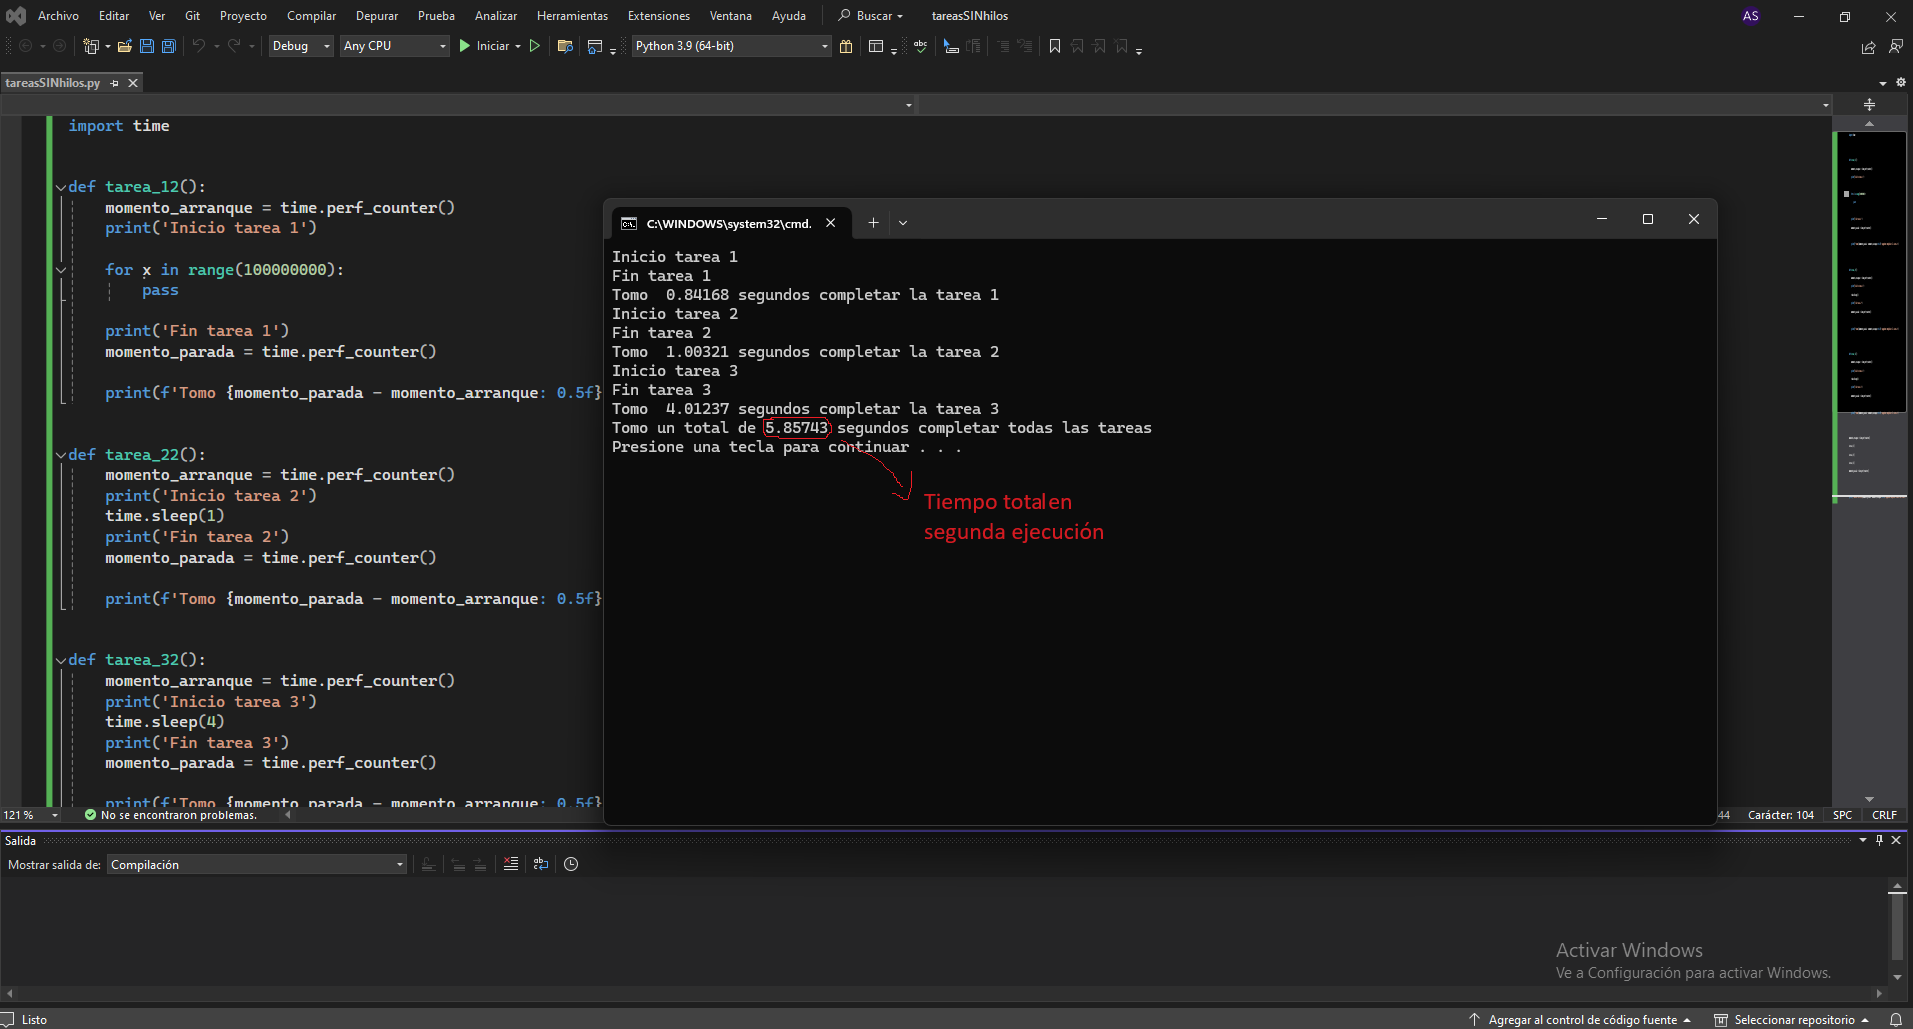 Archivo Editar Ver Git Proyecto Compilar Depurar Prueba Analizar Herramientas Extensiones Ventana Ayuda Buscar tareasSINhilos AS
Debug Any CPU Iniciar Python 3.9 (64-bit)
tareasSINhilos.py
import time
def tarea_12():
momento_arranque = time.perf_counter()
print('Inicio tarea 1')
for x in range(100000000):
pass
print('Fin tarea 1')
momento_parada = time.perf_counter()
print(f'Tomo {momento_parada - momento_arranque: 0.5f}
def tarea_22():
momento_arranque = time.perf_counter()
print('Inicio tarea 2')
time.sleep(1)
print('Fin tarea 2')
momento_parada = time.perf_counter()
print(f'Tomo {momento_parada - momento_arranque: 0.5f}
def tarea_32():
momento_arranque = time.perf_counter()
print('Inicio tarea 3')
time.sleep(4)
print('Fin tarea 3')
momento_parada = time.perf_counter()
print(f'Tomo {momento_parada - momento_arranque: 0.5f}
C:\WINDOWS\system32\cmd.
Inicio tarea 1
Fin tarea 1
Tomo  0.84168 segundos completar la tarea 1
Inicio tarea 2
Fin tarea 2
Tomo  1.00321 segundos completar la tarea 2
Inicio tarea 3
Fin tarea 3
Tomo  4.01237 segundos completar la tarea 3
Tomo un total de 5.85743 segundos completar todas las tareas
Presione una tecla para continuar . . .
Tiempo totalen
segunda ejecución
121 % No se encontraron problemas. 44 Carácter: 104 SPC CRLF
Salida
Mostrar salida de: Compilación
Activar Windows
Ve a Configuración para activar Windows.
Listo Agregar al control de código fuente Seleccionar repositorio